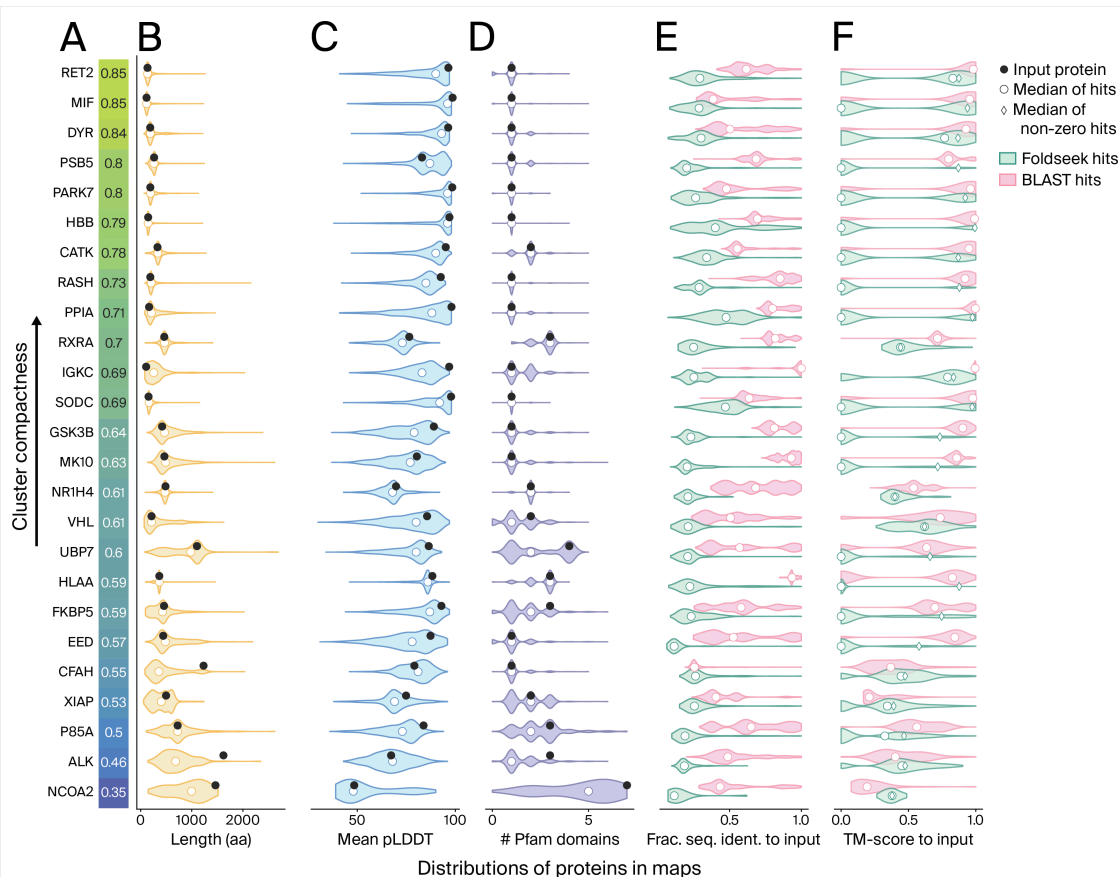 A B C D E F
RET2 0.85
MIF 0.85
DYR 0.84
PSB5 0.8
PARK7 0.8
HBB 0.79
CATK 0.78
RASH 0.73
PPIA 0.71
RXRA 0.7
IGKC 0.69
SODC 0.69
GSK3B 0.64
MK10 0.63
NR1H4 0.61
VHL 0.61
UBP7 0.6
HLAA 0.59
FKBP5 0.59
EED 0.57
CFAH 0.55
XIAP 0.53
P85A 0.5
ALK 0.46
NCOA2 0.35
Cluster compactness
0 1000 2000
Length (aa)
50 100
Mean pLDDT
0 5
# Pfam domains
0.5 1.0
Frac. seq. ident. to input
0.0 0.5 1.0
TM-score to input
Distributions of proteins in maps
Input protein
Median of hits
Median of
non-zero hits
Foldseek hits
BLAST hits